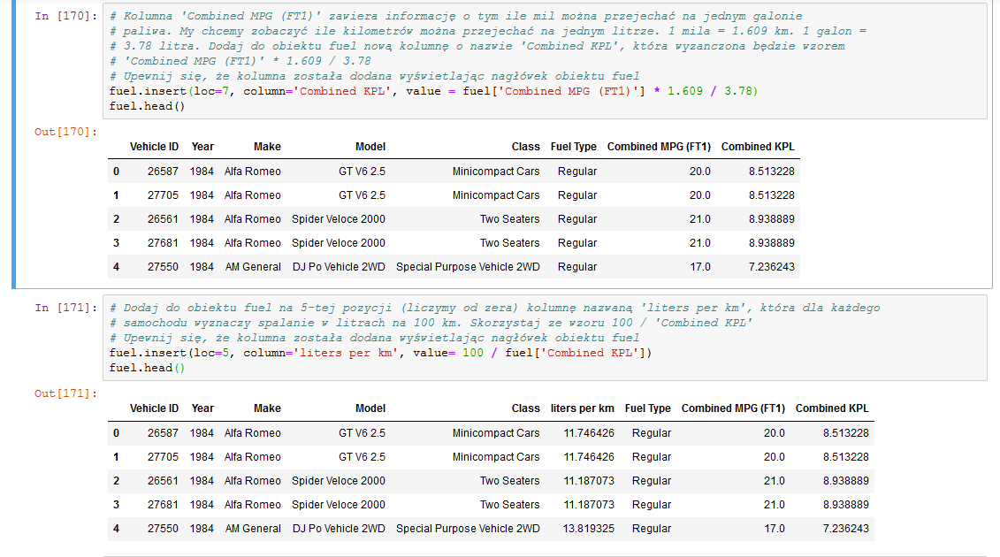 In [170]: # Kolumna 'Combined MPG (FT1)' zawiera informację o tym ile mil można przejechać na jednym galonie
# paliwa. My chcemy zobaczyć ile kilometrów można przejechać na jednym litrze. 1 mila = 1.609 km. 1 galon =
# 3.78 litra. Dodaj do obiektu fuel nową kolumnę o nazwie 'Combined KPL', która wyzanczona będzie wzorem
# 'Combined MPG (FT1)' * 1.609 / 3.78
# Upewnij się, że kolumna została dodana wyświetlając nagłówek obiektu fuel
fuel.insert(loc=7, column='Combined KPL', value = fuel['Combined MPG (FT1)'] * 1.609 / 3.78)
fuel.head()
Out[170]:
Vehicle ID Year Make Model Class Fuel Type Combined MPG (FT1) Combined KPL
0 26587 1984 Alfa Romeo GT V6 2.5 Minicompact Cars Regular 20.0 8.513228
1 27705 1984 Alfa Romeo GT V6 2.5 Minicompact Cars Regular 20.0 8.513228
2 26561 1984 Alfa Romeo Spider Veloce 2000 Two Seaters Regular 21.0 8.938889
3 27681 1984 Alfa Romeo Spider Veloce 2000 Two Seaters Regular 21.0 8.938889
4 27550 1984 AM General DJ Po Vehicle 2WD Special Purpose Vehicle 2WD Regular 17.0 7.236243
In [171]: # Dodaj do obiektu fuel na 5-tej pozycji (liczymy od zera) kolumnę nazwaną 'liters per km', która dla każdego
# samochodu wyznaczy spalanie w litrach na 100 km. Skorzystaj ze wzoru 100 / 'Combined KPL'
# Upewnij się, że kolumna została dodana wyświetlając nagłówek obiektu fuel
fuel.insert(loc=5, column='liters per km', value= 100 / fuel['Combined KPL'])
fuel.head()
Out[171]:
Vehicle ID Year Make Model Class liters per km Fuel Type Combined MPG (FT1) Combined KPL
0 26587 1984 Alfa Romeo GT V6 2.5 Minicompact Cars 11.746426 Regular 20.0 8.513228
1 27705 1984 Alfa Romeo GT V6 2.5 Minicompact Cars 11.746426 Regular 20.0 8.513228
2 26561 1984 Alfa Romeo Spider Veloce 2000 Two Seaters 11.187073 Regular 21.0 8.938889
3 27681 1984 Alfa Romeo Spider Veloce 2000 Two Seaters 11.187073 Regular 21.0 8.938889
4 27550 1984 AM General DJ Po Vehicle 2WD Special Purpose Vehicle 2WD 13.819325 Regular 17.0 7.236243